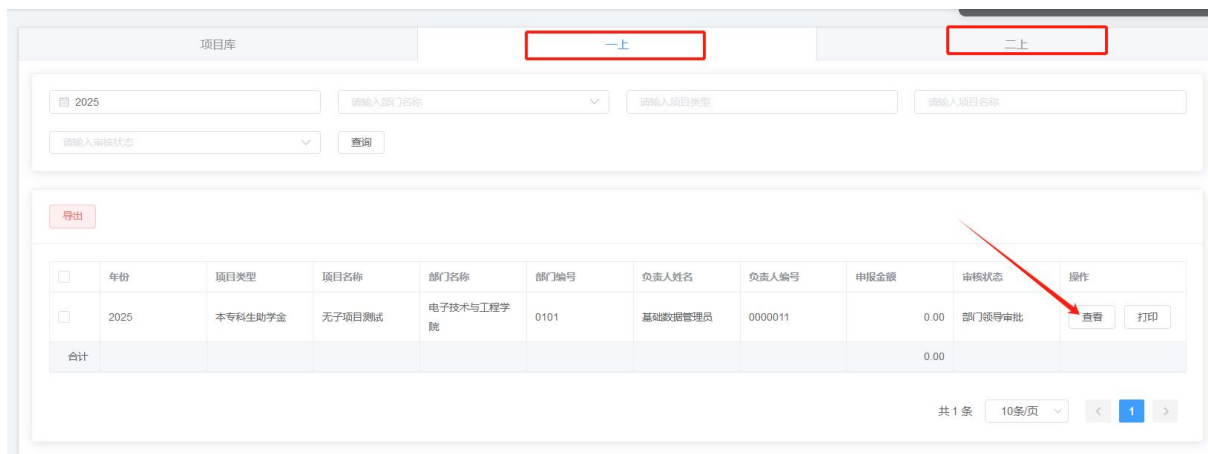 项目库 一上 二上
2025 请输入部门名称 请输入项目类型 请输入项目名称
请输入审核状态 查询
导出
年份 项目类型 项目名称 部门名称 部门编号 负责人姓名 负责人编号 申报金额 审核状态 操作
2025 本专科生助学金 无子项目测试 电子技术与工程学院 0101 基础数据管理员 0000011 0.00 部门领导审批 查看 打印
合计 0.00
共 1 条 10条/页 < 1 >